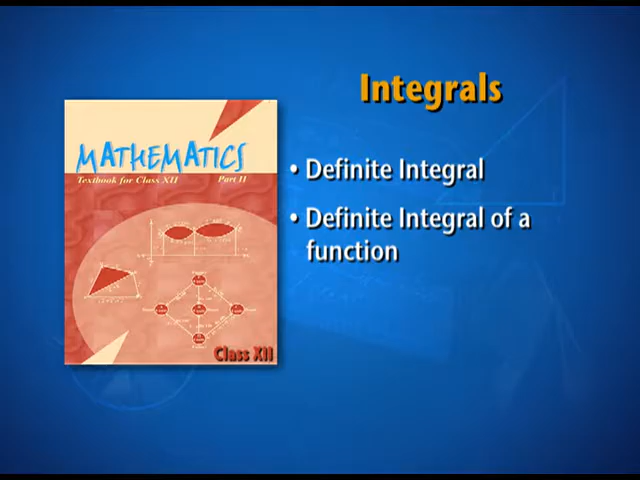 Integrals
MATHEMATICS
Textbook for Class XII Part II
Class XII
• Definite Integral
• Definite Integral of a
function